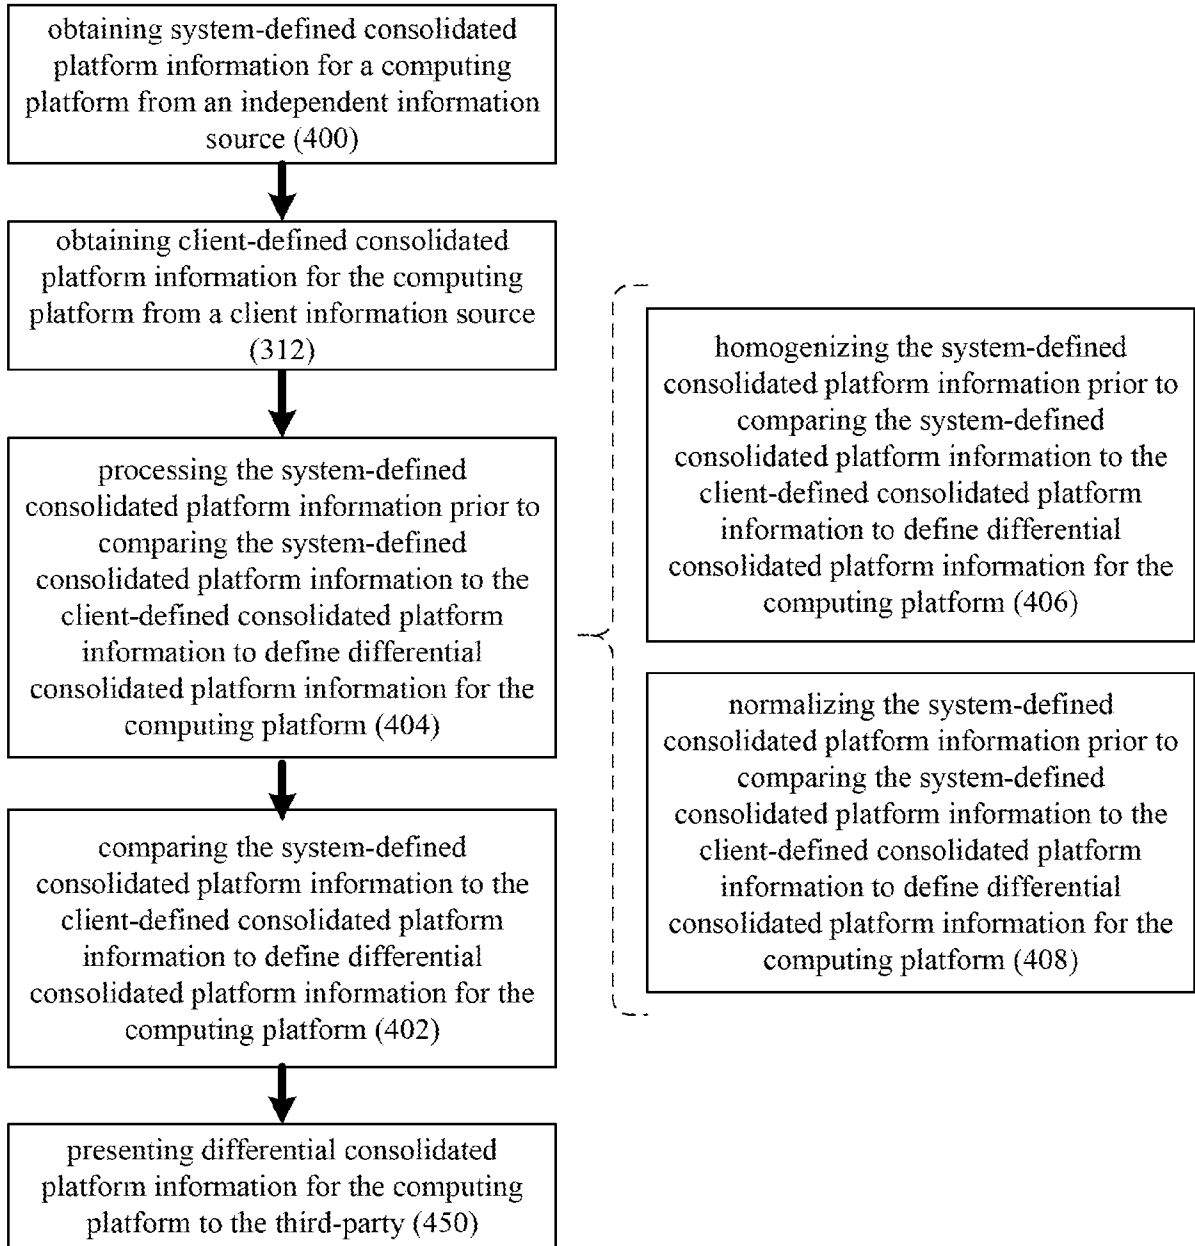 obtaining system-defined consolidated
platform information for a computing
platform from an independent information
source (400)
obtaining client-defined consolidated
platform information for the computing
platform from a client information source
(312)
processing the system-defined
consolidated platform information prior to
comparing the system-defined
consolidated platform information to the
client-defined consolidated platform
information to define differential
consolidated platform information for the
computing platform (404)
comparing the system-defined
consolidated platform information to the
client-defined consolidated platform
information to define differential
consolidated platform information for the
computing platform (402)
presenting differential consolidated
platform information for the computing
platform to the third-party (450)
homogenizing the system-defined
consolidated platform information prior to
comparing the system-defined
consolidated platform information to the
client-defined consolidated platform
information to define differential
consolidated platform information for the
computing platform (406)
normalizing the system-defined
consolidated platform information prior to
comparing the system-defined
consolidated platform information to the
client-defined consolidated platform
information to define differential
consolidated platform information for the
computing platform (408)